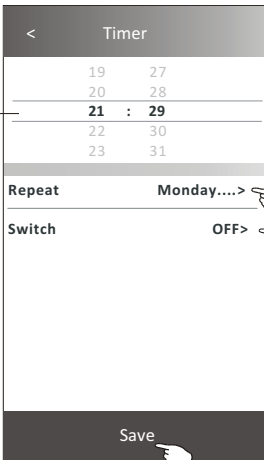 < Timer
19 27
20 28
21 : 29
22 30
23 31
Repeat Monday....>
Switch OFF>
Save